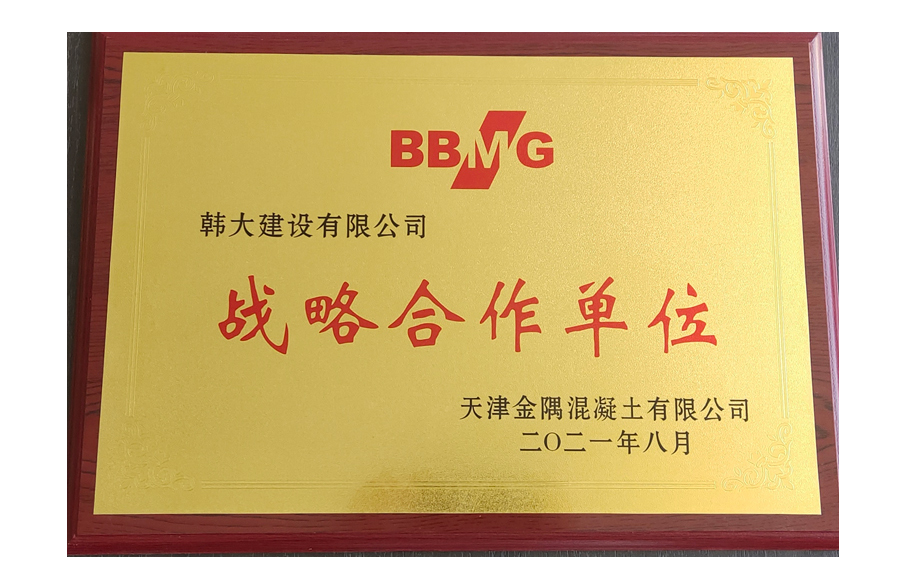 BBMG
韩大建设有限公司
战略合作单位
天津金隅混凝土有限公司
二〇二一年八月